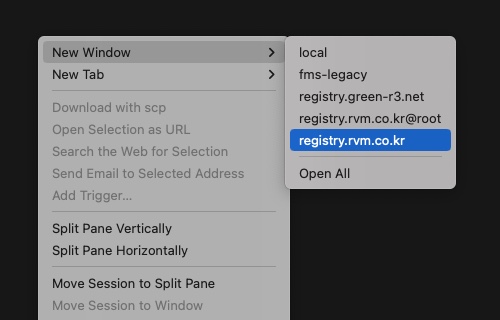 New Window
New Tab
Download with scp
Open Selection as URL
Search the Web for Selection
Send Email to Selected Address
Add Trigger...
Split Pane Vertically
Split Pane Horizontally
Move Session to Split Pane
Move Session to Window
local
fms-legacy
registry.green-r3.net
registry.rvm.co.kr@root
registry.rvm.co.kr
Open All